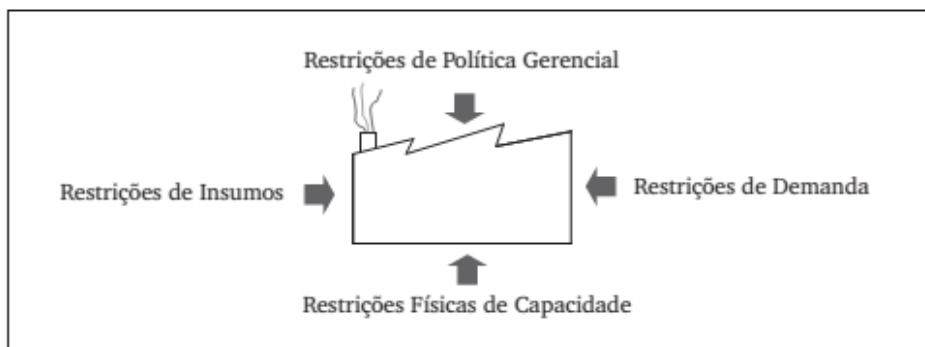 Restrições de Política Gerencial
Restrições de Insumos
Restrições de Demanda
Restrições Físicas de Capacidade